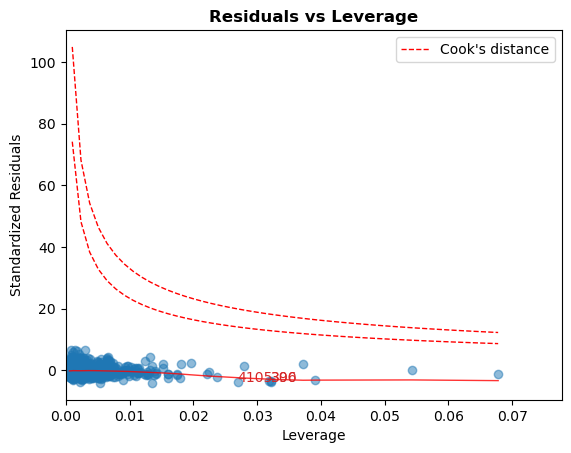 Residuals vs Leverage
Cook's distance
Standardized Residuals
100
80
60
40
20
0
0.00 0.01 0.02 0.03 0.04 0.05 0.06 0.07
Leverage